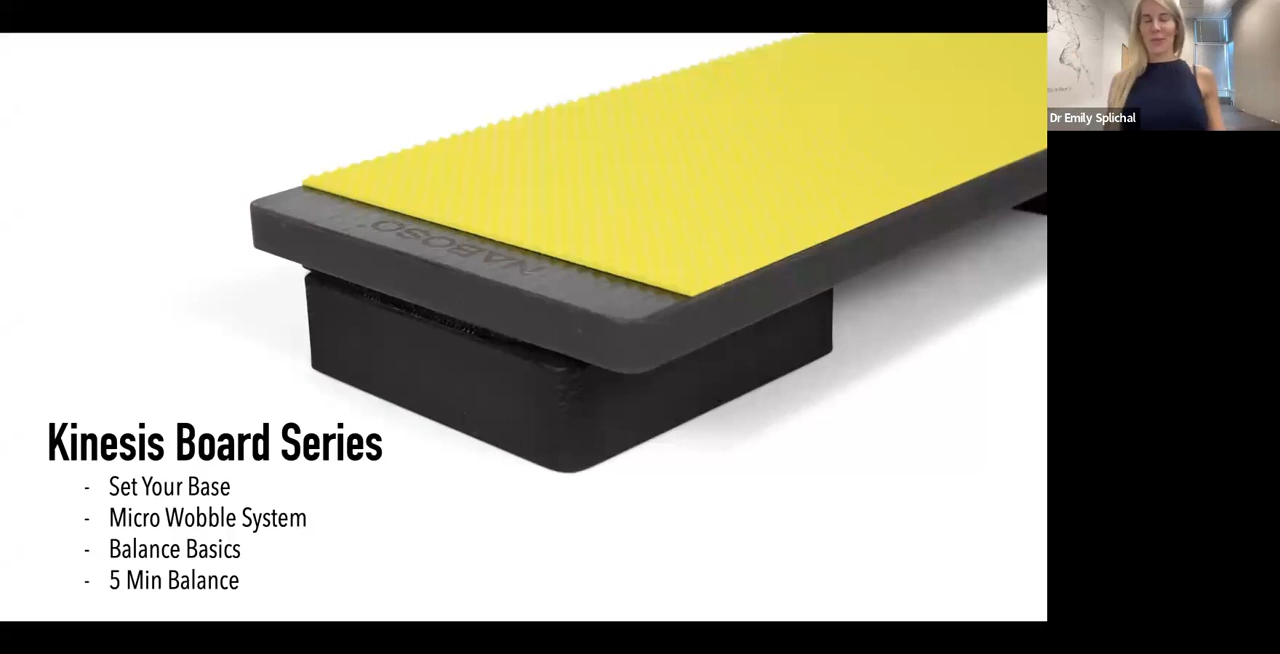 Dr Emily Splichal
NABOSO
Kinesis Board Series
- Set Your Base
- Micro Wobble System
- Balance Basics
- 5 Min Balance